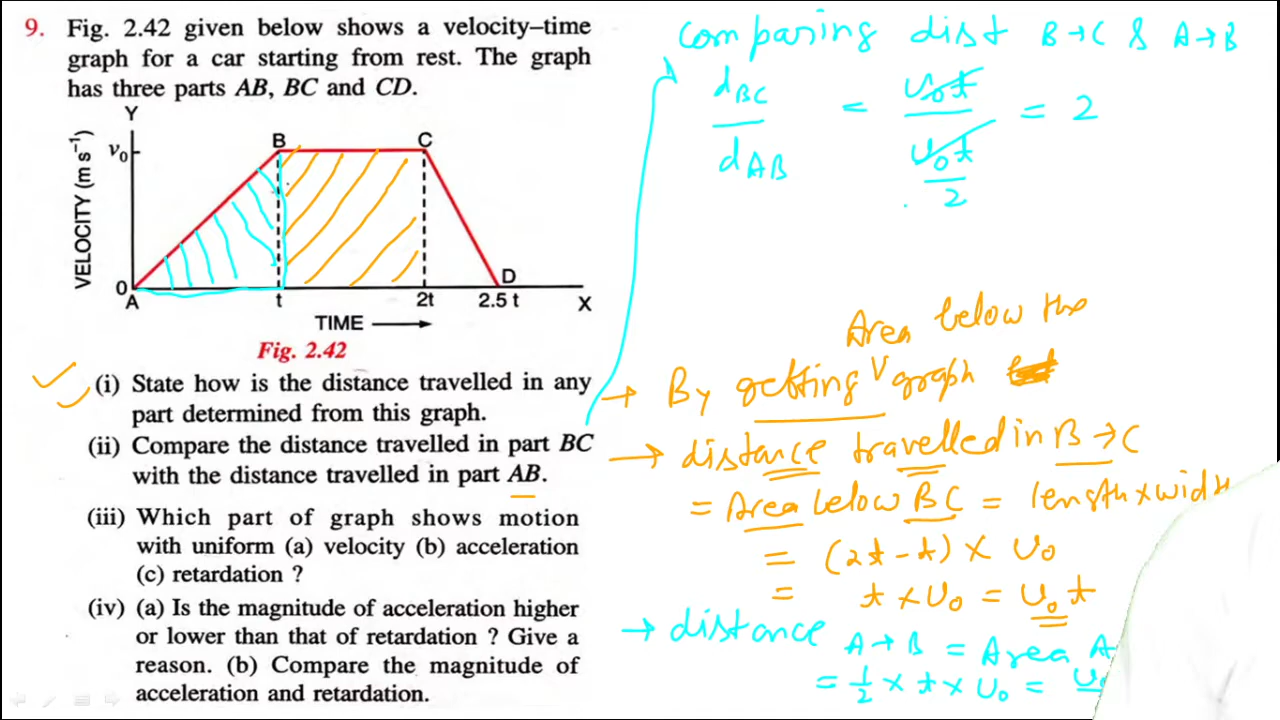 9. Fig. 2.42 given below shows a velocity–time
graph for a car starting from rest. The graph
has three parts AB, BC and CD.
Y
B
C
v0
VELOCITY (m s⁻¹)
0
A
t
2t
2.5 t
D
X
TIME
Fig. 2.42
(i) State how is the distance travelled in any
part determined from this graph.
(ii) Compare the distance travelled in part BC
with the distance travelled in part AB.
(iii) Which part of graph shows motion
with uniform (a) velocity (b) acceleration
(c) retardation ?
(iv) (a) Is the magnitude of acceleration higher
or lower than that of retardation ? Give a
reason. (b) Compare the magnitude of
acceleration and retardation.
Comparing dist B→C & A→B
dBC / dAB = v0t / (v0t / 2) = 2
Area below the
→ By getting graph
→ distance travelled in B→C
= Area below BC = length ×
= (2t - t) × v0
= t × v0 = v0 t
→ distance A→B = Area A
= 1/2 × t × v0 =